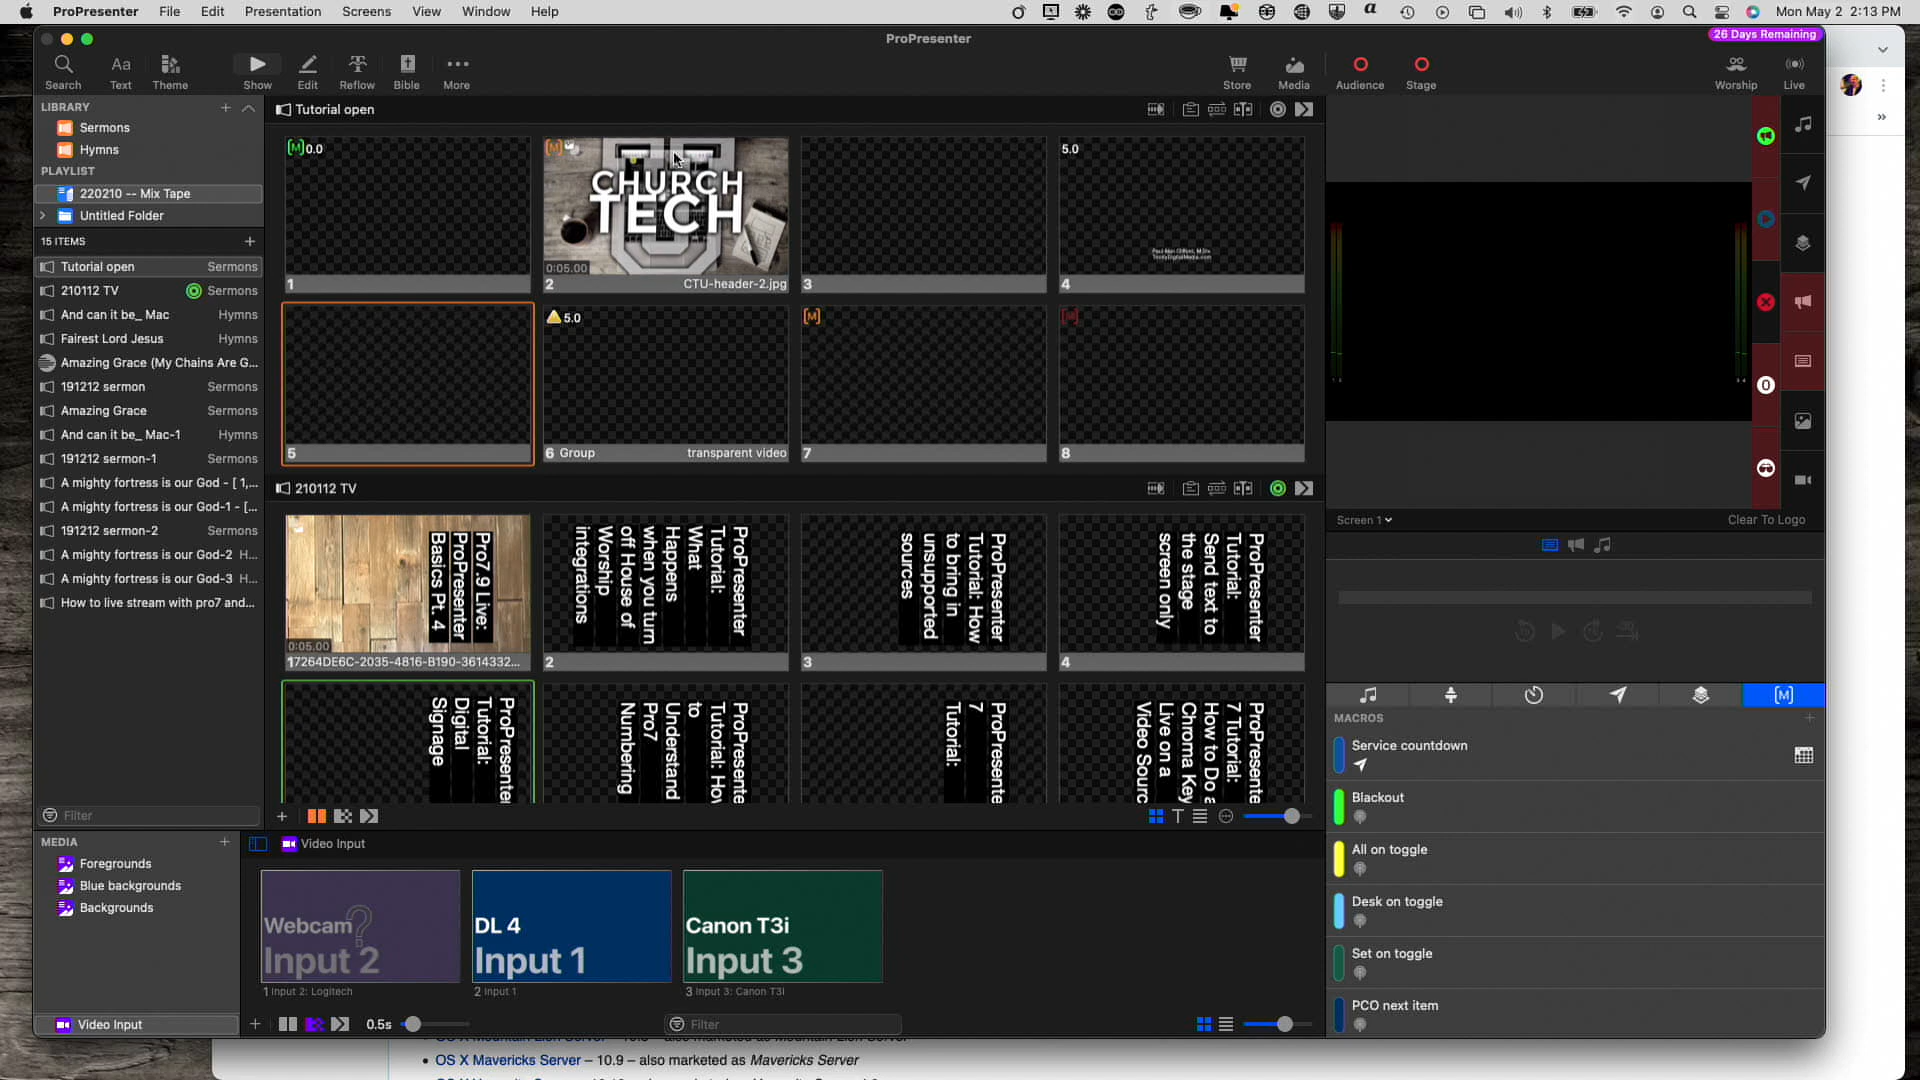 ProPresenter File Edit Presentation Screens View Window Help
Mon May 2 2:13 PM
ProPresenter
26 Days Remaining
Search Text Theme Show Edit Reflow Bible More
Store Media Audience Stage Worship Live
LIBRARY
Sermons
Hymns
PLAYLIST
220210 -- Mix Tape
Untitled Folder
15 ITEMS
Tutorial open Sermons
210112 TV Sermons
And can it be_ Mac Hymns
Fairest Lord Jesus Hymns
Amazing Grace (My Chains Are G...
191212 sermon Sermons
Amazing Grace Sermons
And can it be_ Mac-1 Hymns
191212 sermon-1 Sermons
A mighty fortress is our God - [ 1,...
A mighty fortress is our God-1 - [...
191212 sermon-2 Sermons
A mighty fortress is our God-2 H...
A mighty fortress is our God-3 H...
How to live stream with pro7 and...
Filter
MEDIA
Foregrounds
Blue backgrounds
Backgrounds
Video Input
Tutorial open
[M] 0.0
1
[M]
CHURCH
TECH
0:05.00
2 CTU-header-2.jpg
3
5.0
Paul Alan Clifford, M.Div.
TrinityDigitalMedia.com
4
5
5.0
6 Group transparent video
[M]
7
[M]
8
210112 TV
Pro7.9 Live:
ProPresenter
Basics Pt. 4
0:05.00
17264DE6C-2035-4816-B190-3614332...
ProPresenter
Tutorial:
What
Happens
when you turn
off House of
Worship
integrations
2
ProPresenter
Tutorial: How
to bring in
unsupported
sources
3
ProPresenter
Tutorial:
Send text to
the stage
screen only
4
ProPresenter
Tutorial:
Digital
Signage
ProPresente
Tutorial: How
to
Understand
Pro7
Numbering
ProPresente
7
Tutorial:
ProPresente
7 Tutorial:
How to Do a
Chroma Key
Live on a
Video Sourc
Video Input
Webcam
Input 2
1 Input 2: Logitech
DL 4
Input 1
2 Input 1
Canon T3i
Input 3
3 Input 3: Canon T3i
0.5s
Filter
1 2
3 4
Screen 1
Clear To Logo
[M]
MACROS
Service countdown
Blackout
All on toggle
Desk on toggle
Set on toggle
PCO next item
• OS X Mavericks Server – 10.9 – also marketed as Mavericks Server